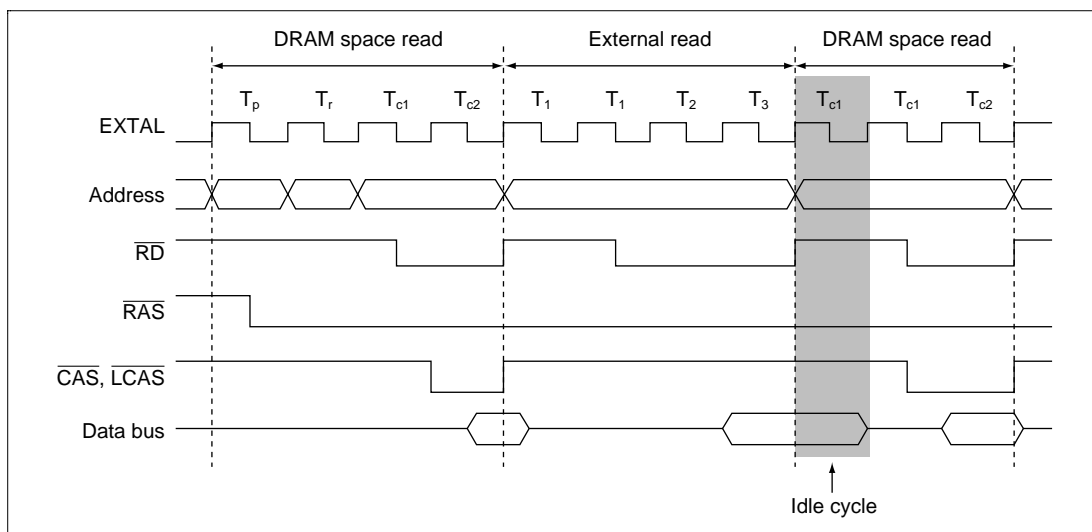 DRAM space read External read DRAM space read
Tp Tr Tc1 Tc2 T1 T1 T2 T3 Tc1 Tc1 Tc2
EXTAL
Address
RD
RAS
CAS, LCAS
Data bus
Idle cycle